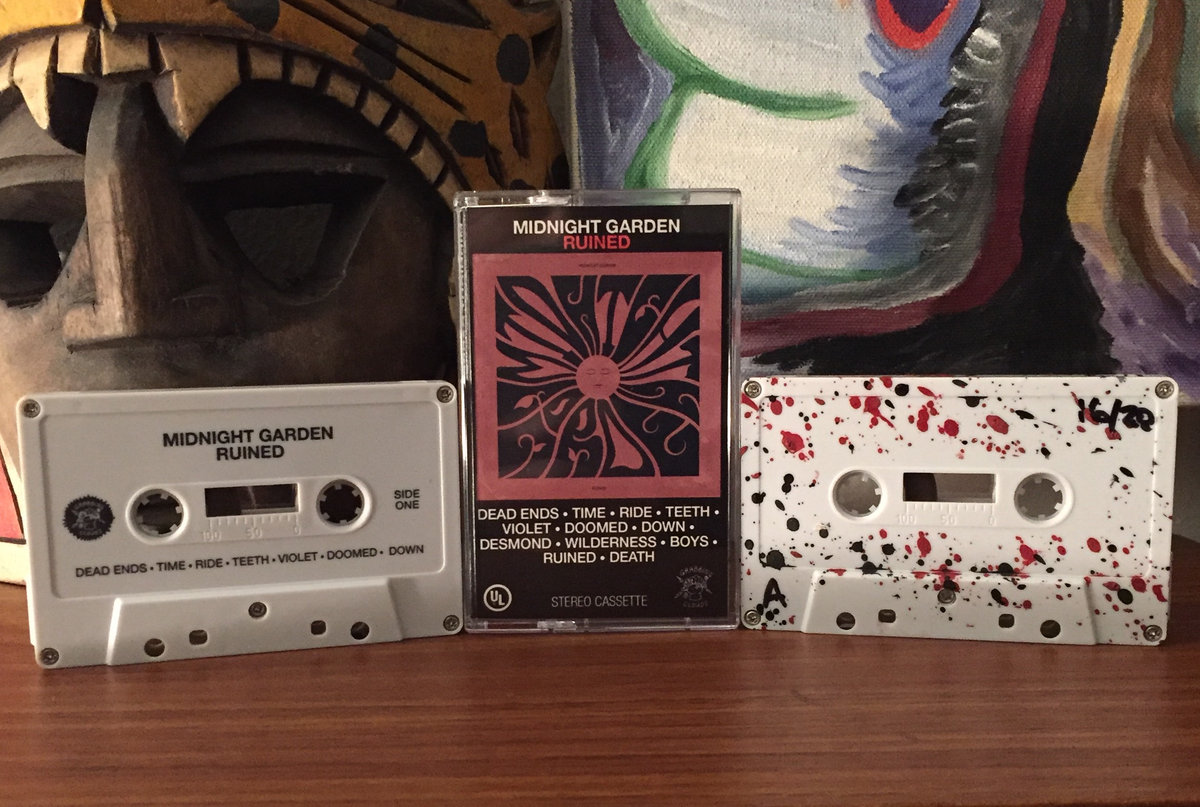 MIDNIGHT GARDEN
RUINED
SIDE
ONE
100 50 0
DEAD ENDS • TIME • RIDE • TEETH • VIOLET • DOOMED • DOWN
MIDNIGHT GARDEN
RUINED
DEAD ENDS • TIME • RIDE • TEETH •
VIOLET • DOOMED • DOWN •
DESMOND • WILDERNESS • BOYS •
RUINED • DEATH
UL
STEREO CASSETTE
16/20
100 50 0
A